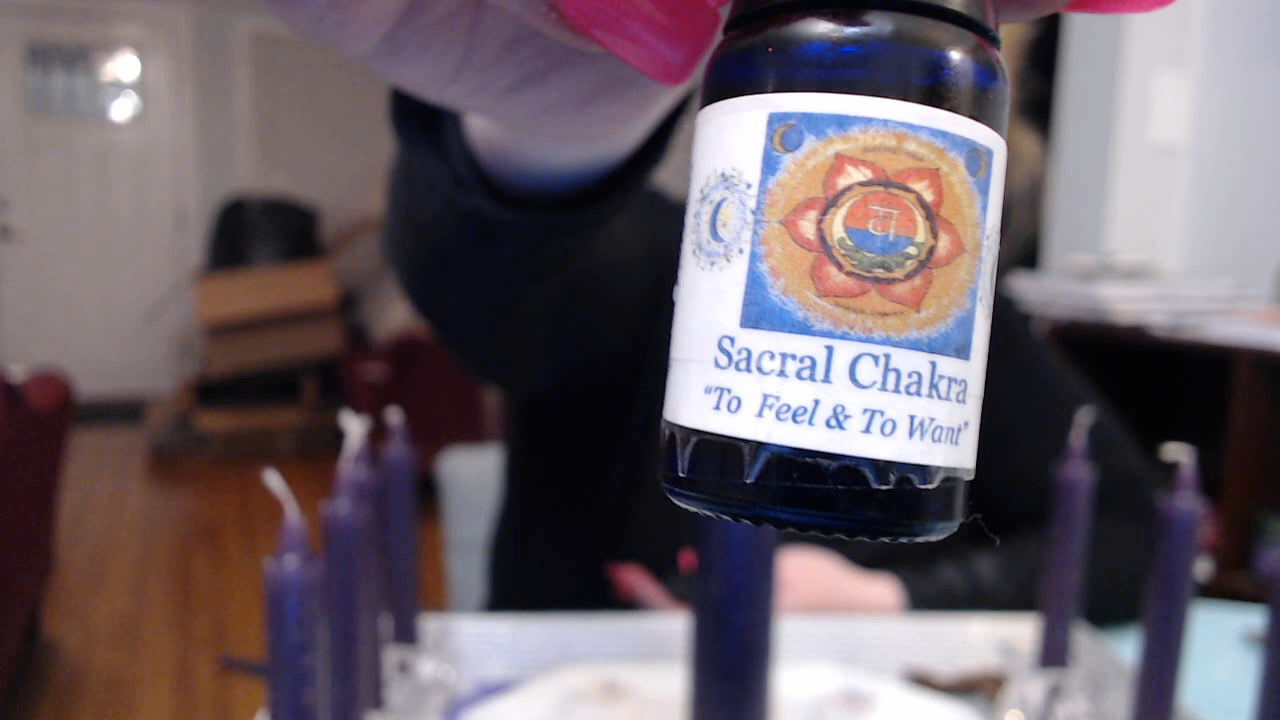 वं
Sacral Chakra
“To Feel & To Want”